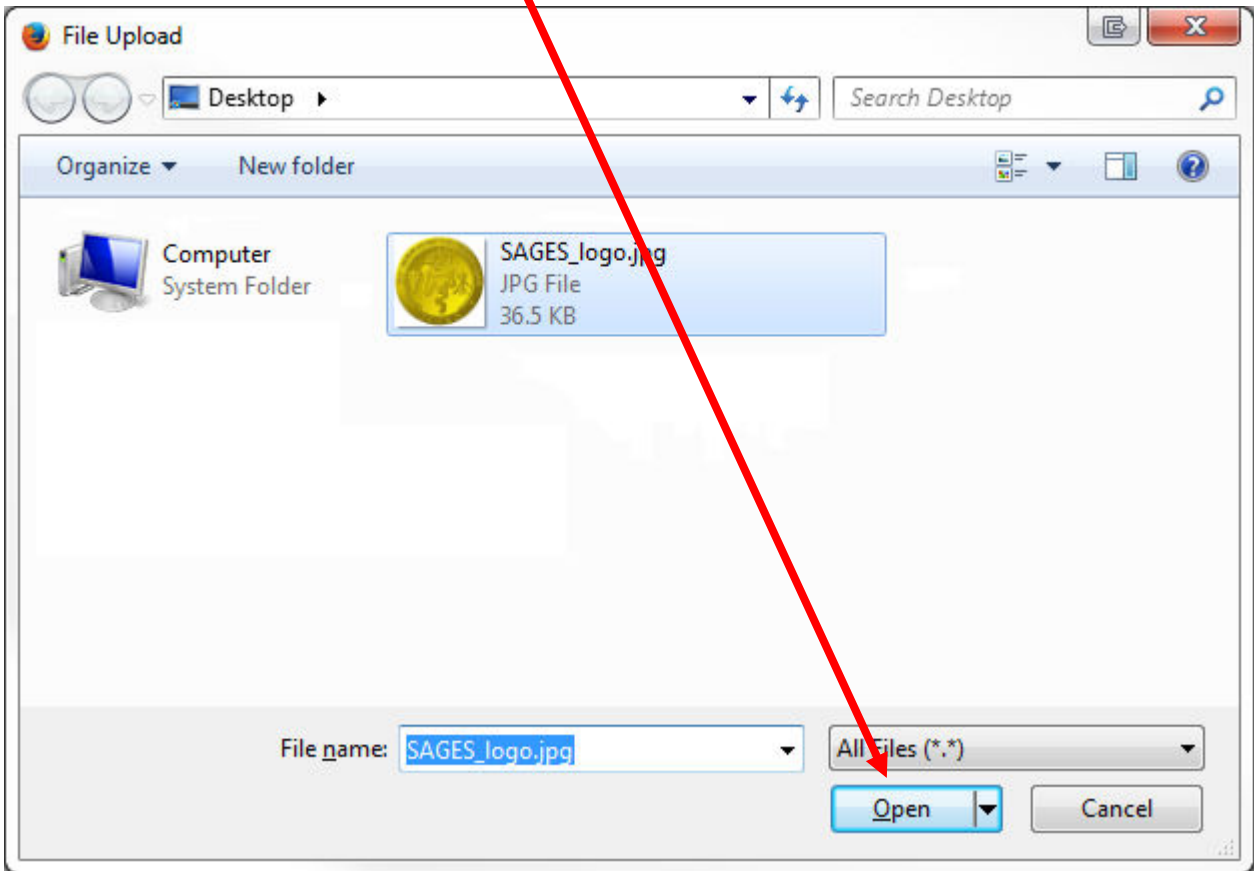 File Upload
Desktop
Search Desktop
Organize New folder
Computer
System Folder
SAGES_logo.jpg
JPG File
36.5 KB
File name: SAGES_logo.jpg All Files (*.*)
Open Cancel